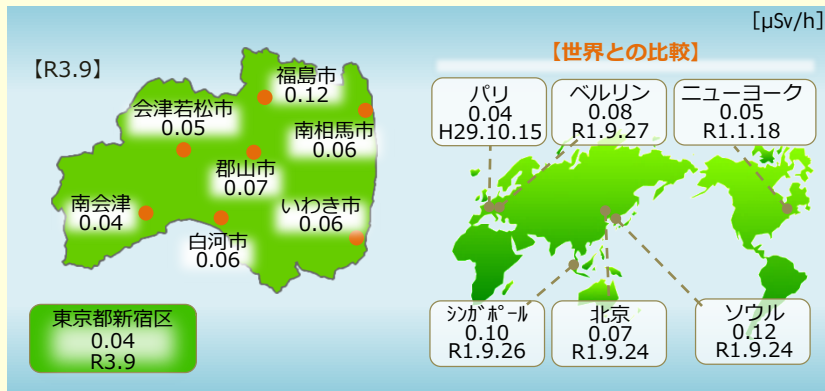 [μSv/h]
【R3.9】
福島市
0.12
会津若松市
0.05
南相馬市
0.06
郡山市
0.07
南会津
0.04
いわき市
0.06
白河市
0.06
東京都新宿区
0.04
R3.9
【世界との比較】
パリ
0.04
H29.10.15
ベルリン
0.08
R1.9.27
ニューヨーク
0.05
R1.1.18
ｼﾝｶﾞﾎﾟｰﾙ
0.10
R1.9.26
北京
0.07
R1.9.24
ソウル
0.12
R1.9.24